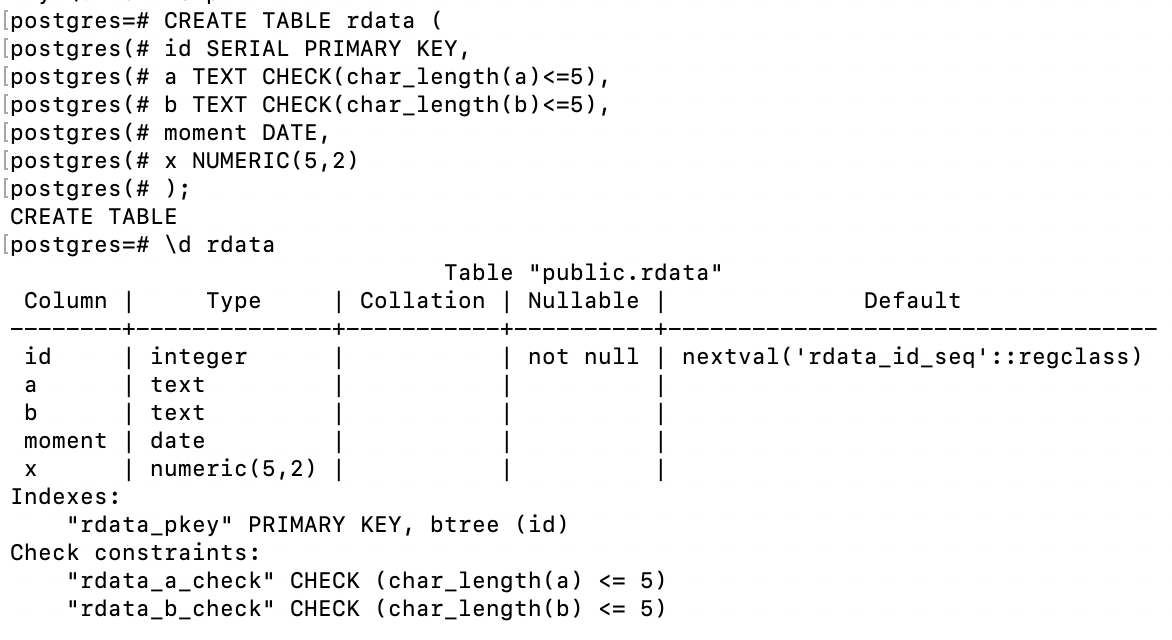 [postgres=# CREATE TABLE rdata (
[postgres(# id SERIAL PRIMARY KEY,
[postgres(# a TEXT CHECK(char_length(a)<=5),
[postgres(# b TEXT CHECK(char_length(b)<=5),
[postgres(# moment DATE,
[postgres(# x NUMERIC(5,2)
[postgres(# );
CREATE TABLE
[postgres=# \d rdata
                               Table "public.rdata"
 Column |     Type     | Collation | Nullable |              Default
--------+--------------+-----------+----------+-----------------------------------
 id     | integer      |           | not null | nextval('rdata_id_seq'::regclass)
 a      | text         |           |          |
 b      | text         |           |          |
 moment | date         |           |          |
 x      | numeric(5,2) |           |          |
Indexes:
    "rdata_pkey" PRIMARY KEY, btree (id)
Check constraints:
    "rdata_a_check" CHECK (char_length(a) <= 5)
    "rdata_b_check" CHECK (char_length(b) <= 5)